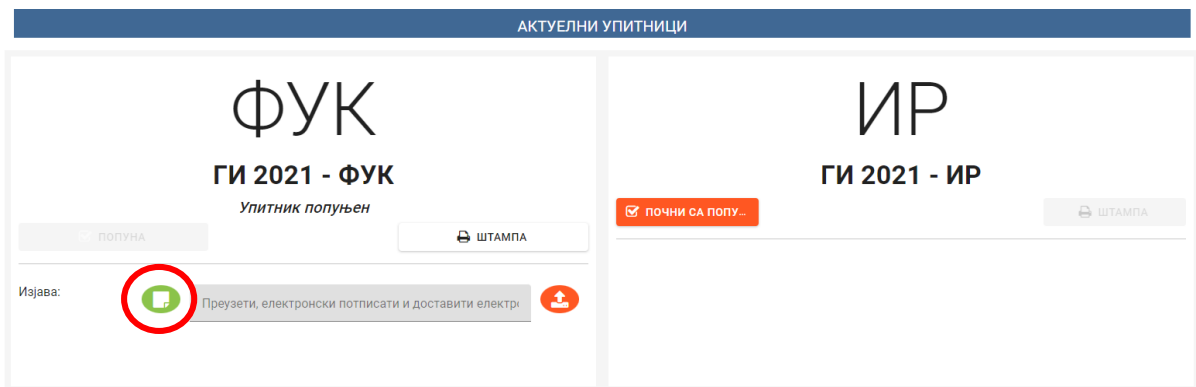 АКТУЕЛНИ УПИТНИЦИ
ФУК
ГИ 2021 - ФУК
Упитник попуњен
ПОПУНА
ШТАМПА
Изјава:
Преузети, електронски потписати и доставити електр
ИР
ГИ 2021 - ИР
ПОЧНИ СА ПОПУ...
ШТАМПА